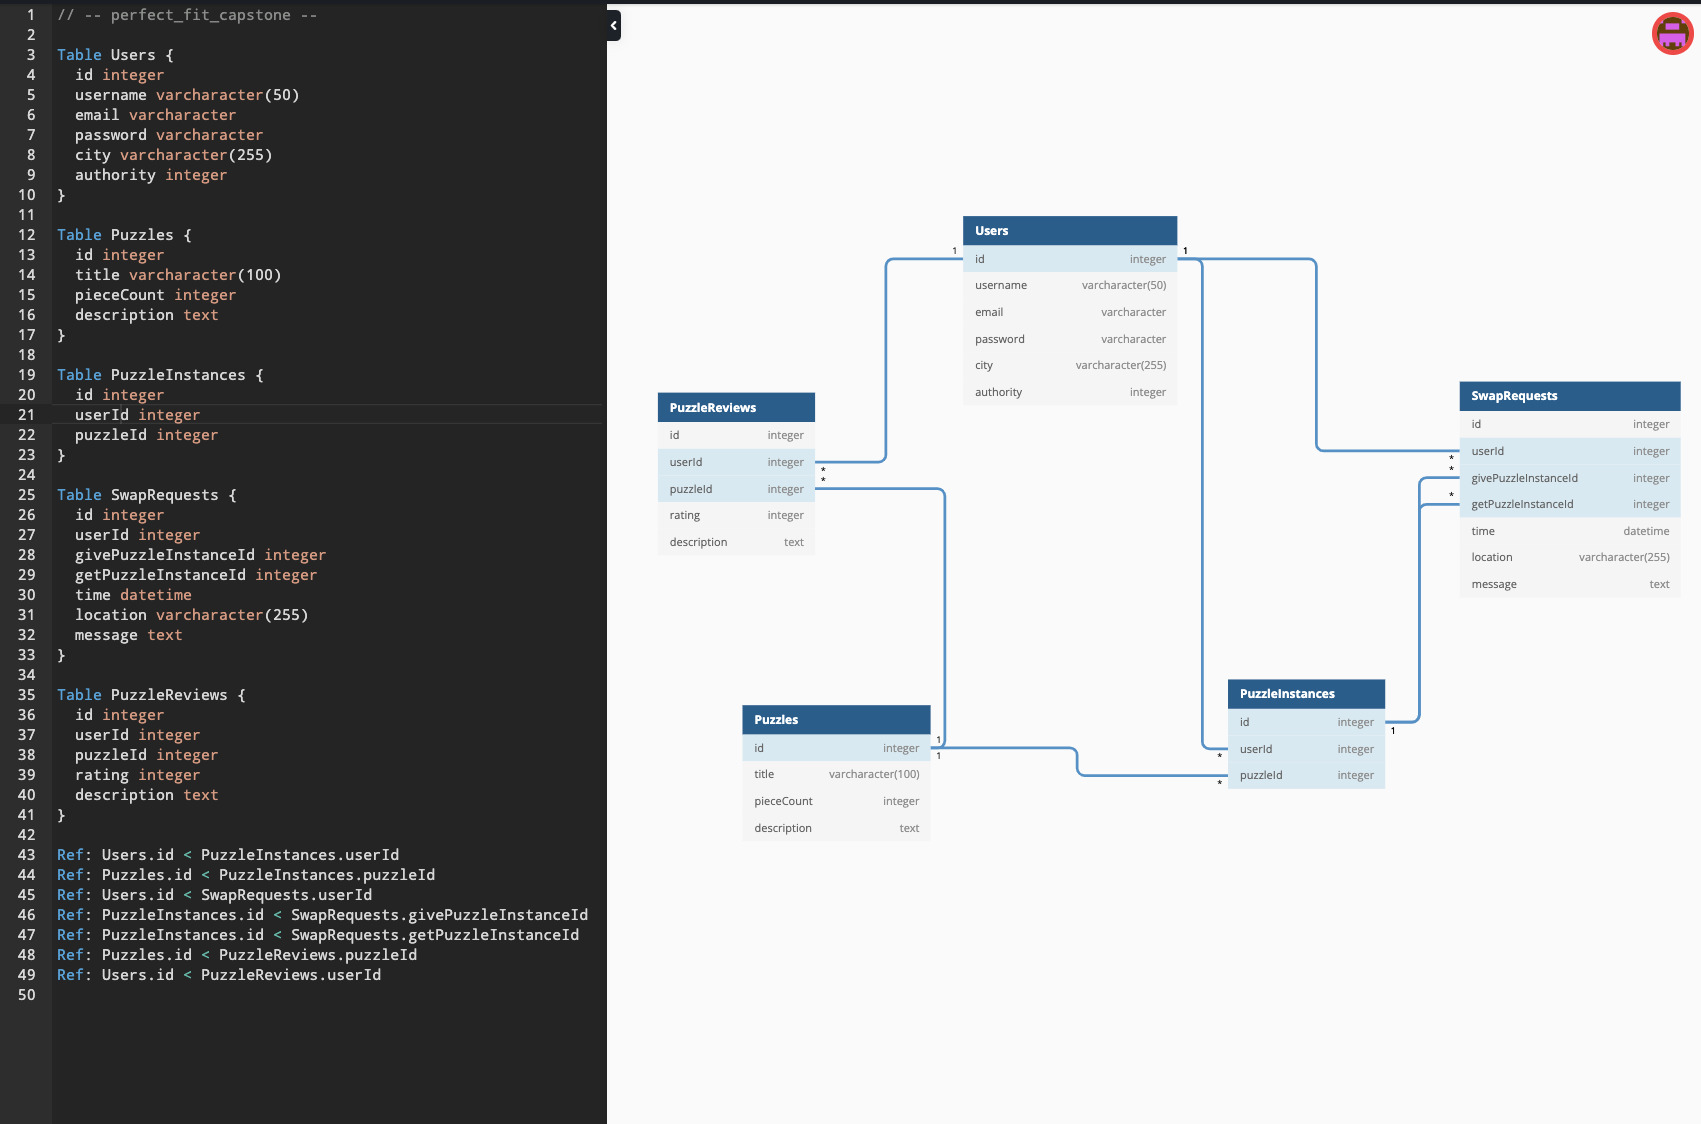 1 // -- perfect_fit_capstone --
2
3 Table Users {
4 id integer
5 username varcharacter(50)
6 email varcharacter
7 password varcharacter
8 city varcharacter(255)
9 authority integer
10 }
11
12 Table Puzzles {
13 id integer
14 title varcharacter(100)
15 pieceCount integer
16 description text
17 }
18
19 Table PuzzleInstances {
20 id integer
21 userId integer
22 puzzleId integer
23 }
24
25 Table SwapRequests {
26 id integer
27 userId integer
28 givePuzzleInstanceId integer
29 getPuzzleInstanceId integer
30 time datetime
31 location varcharacter(255)
32 message text
33 }
34
35 Table PuzzleReviews {
36 id integer
37 userId integer
38 puzzleId integer
39 rating integer
40 description text
41 }
42
43 Ref: Users.id < PuzzleInstances.userId
44 Ref: Puzzles.id < PuzzleInstances.puzzleId
45 Ref: Users.id < SwapRequests.userId
46 Ref: PuzzleInstances.id < SwapRequests.givePuzzleInstanceId
47 Ref: PuzzleInstances.id < SwapRequests.getPuzzleInstanceId
48 Ref: Puzzles.id < PuzzleReviews.puzzleId
49 Ref: Users.id < PuzzleReviews.userId
50
Users
1
1
id integer
username varcharacter(50)
email varcharacter
password varcharacter
city varcharacter(255)
authority integer
PuzzleReviews
id integer
userId integer
*
*
puzzleId integer
rating integer
description text
SwapRequests
id integer
userId integer
*
*
givePuzzleInstanceId integer
*
getPuzzleInstanceId integer
time datetime
location varcharacter(255)
message text
Puzzles
1
id integer
1
title varcharacter(100)
pieceCount integer
description text
PuzzleInstances
id integer
1
userId integer
*
puzzleId integer
*